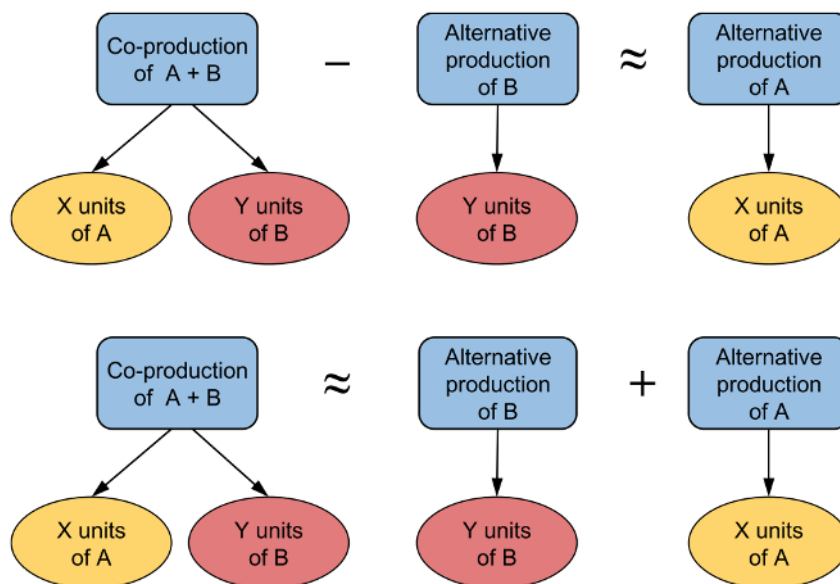 Co-production
of A + B
−
Alternative
production
of B
≈
Alternative
production
of A
X units
of A
Y units
of B
Y units
of B
X units
of A
Co-production
of A + B
≈
Alternative
production
of B
+
Alternative
production
of A
X units
of A
Y units
of B
Y units
of B
X units
of A